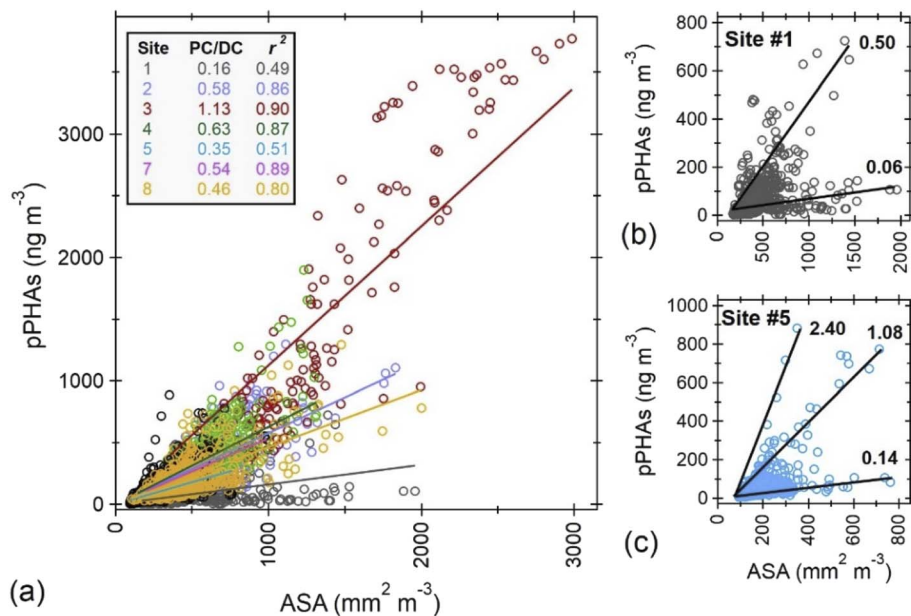 Site PC/DC r²
1 0.16 0.49
2 0.58 0.86
3 1.13 0.90
4 0.63 0.87
5 0.35 0.51
7 0.54 0.89
8 0.46 0.80
pPHAs (ng m⁻³)
3000
2000
1000
0
0 1000 2000 3000
ASA (mm² m⁻³)
(a)
Site #1
0.50
0.06
pPHAs (ng m⁻³)
800
600
400
200
0
0 500 1000 1500 2000
(b)
Site #5
2.40
1.08
0.14
pPHAs (ng m⁻³)
1000
800
600
400
200
0
200 400 600 800
ASA (mm² m⁻³)
(c)